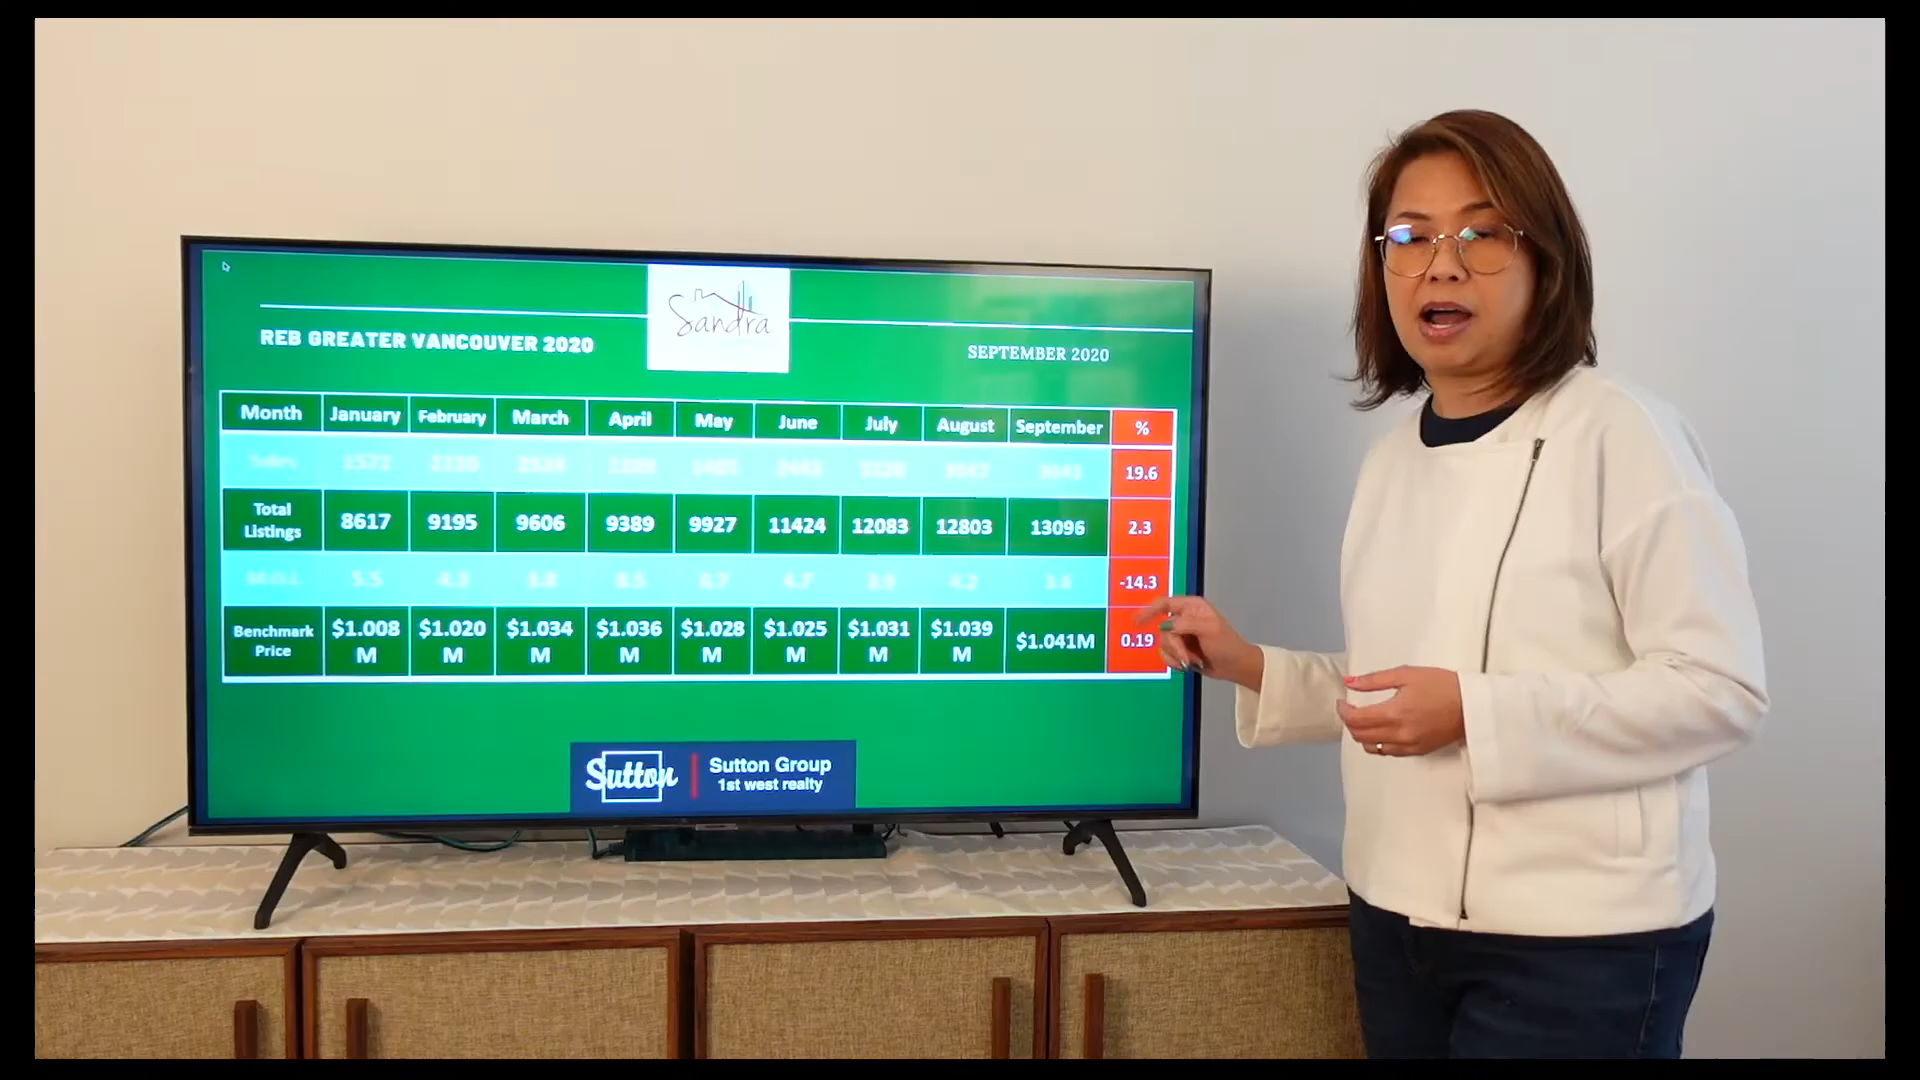 Sandra
REB GREATER VANCOUVER 2020
SEPTEMBER 2020
Month January February March April May June July August September %
19.6
Total Listings 8617 9195 9606 9389 9927 11424 12083 12803 13096 2.3
-14.3
Benchmark Price $1.008 M $1.020 M $1.034 M $1.036 M $1.028 M $1.025 M $1.031 M $1.039 M $1.041M 0.19
Sutton
Sutton Group
1st west realty